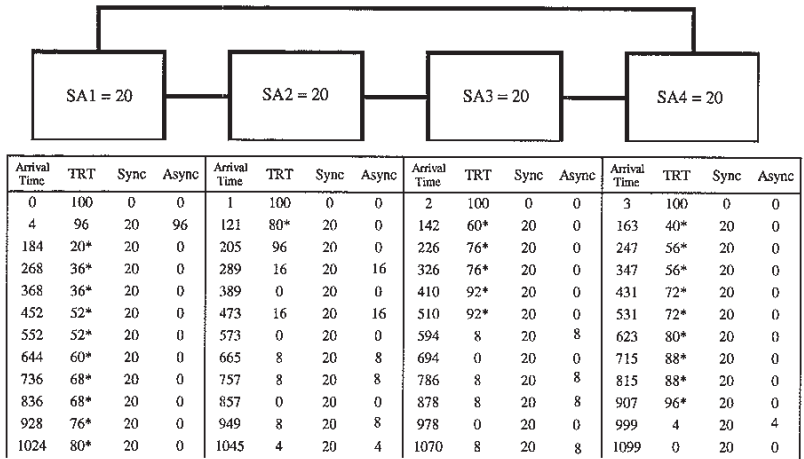 SA1 = 20 SA2 = 20 SA3 = 20 SA4 = 20
Arrival Time TRT Sync Async Arrival Time TRT Sync Async Arrival Time TRT Sync Async Arrival Time TRT Sync Async
0 100 0 0 1 100 0 0 2 100 0 0 3 100 0 0
4 96 20 96 121 80* 20 0 142 60* 20 0 163 40* 20 0
184 20* 20 0 205 96 20 0 226 76* 20 0 247 56* 20 0
268 36* 20 0 289 16 20 16 326 76* 20 0 347 56* 20 0
368 36* 20 0 389 0 20 0 410 92* 20 0 431 72* 20 0
452 52* 20 0 473 16 20 16 510 92* 20 0 531 72* 20 0
552 52* 20 0 573 0 20 0 594 8 20 8 623 80* 20 0
644 60* 20 0 665 8 20 8 694 0 20 0 715 88* 20 0
736 68* 20 0 757 8 20 8 786 8 20 8 815 88* 20 0
836 68* 20 0 857 0 20 0 878 8 20 8 907 96* 20 0
928 76* 20 0 949 8 20 8 978 0 20 0 999 4 20 4
1024 80* 20 0 1045 4 20 4 1070 8 20 8 1099 0 20 0